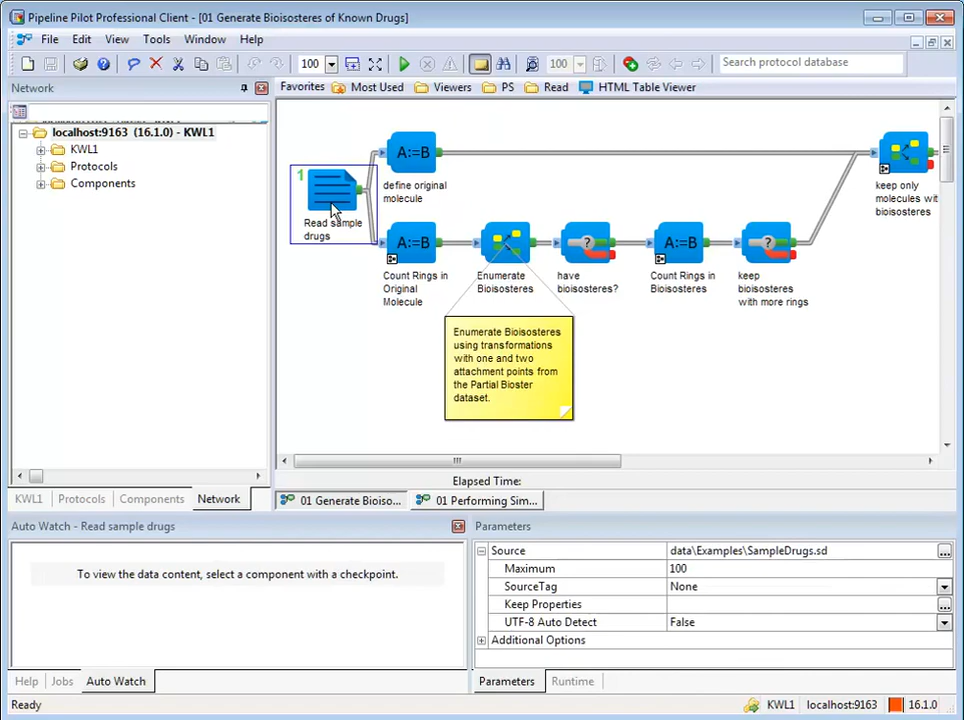 Pipeline Pilot Professional Client - [01 Generate Bioisosteres of Known Drugs]
File Edit View Tools Window Help
100 100 Search protocol database
Network
Favorites Most Used Viewers PS Read HTML Table Viewer
localhost:9163 (16.1.0) - KWL1
KWL1
Protocols
Components
1
Read sample
drugs
A:=B
define original
molecule
keep only
molecules wit
bioisosteres
A:=B
Count Rings in
Original
Molecule
Enumerate
Bioisosteres
?
have
bioisosteres?
A:=B
Count Rings in
Bioisosteres
?
keep
bioisosteres
with more rings
Enumerate Bioisosteres
using transformations
with one and two
attachment points from
the Partial Bioster
dataset.
Elapsed Time:
KWL1 Protocols Components Network
01 Generate Bioiso... 01 Performing Sim...
Auto Watch - Read sample drugs
To view the data content, select a component with a checkpoint.
Help Jobs Auto Watch
Parameters
Source data\Examples\SampleDrugs.sd ...
Maximum 100
SourceTag None
Keep Properties ...
UTF-8 Auto Detect False
Additional Options
Parameters Runtime
Ready KWL1 localhost:9163 16.1.0